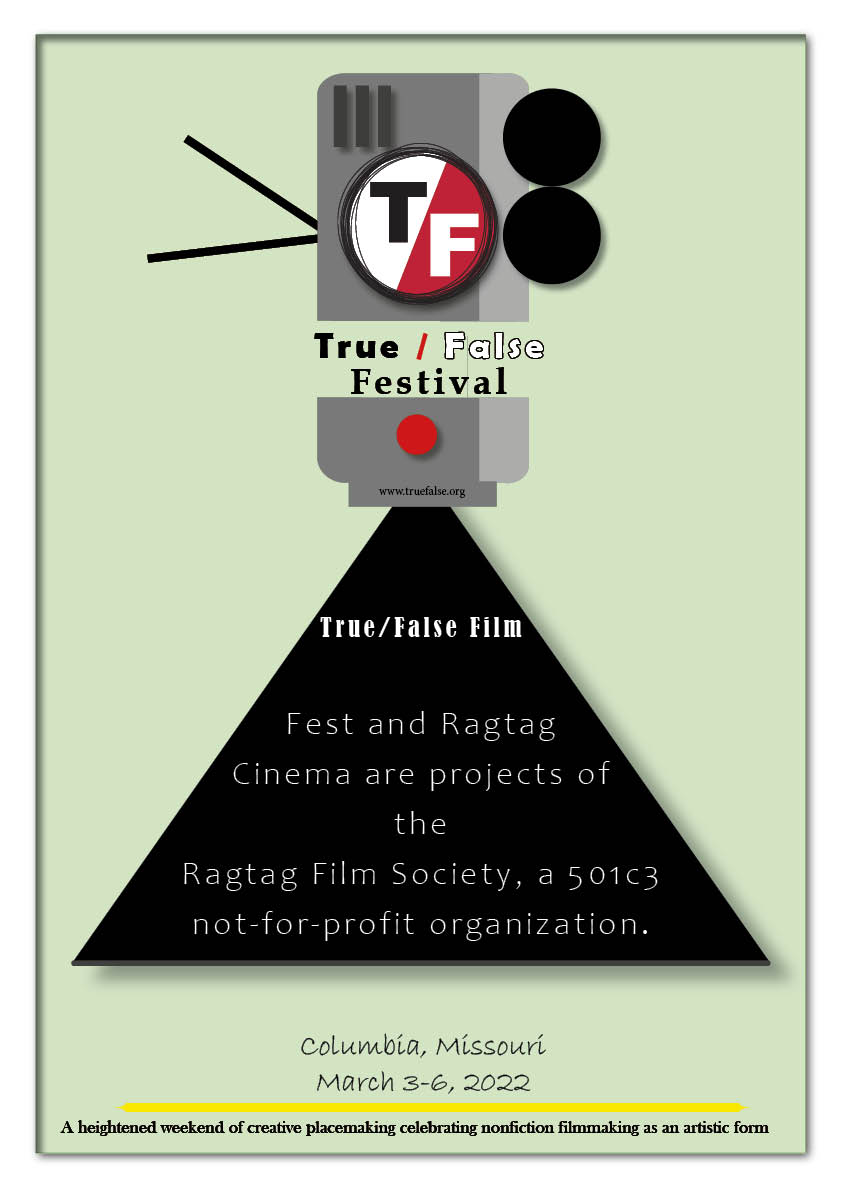 T
F
True / False
Festival
www.truefalse.org
True/False Film
Fest and Ragtag
Cinema are projects of
the
Ragtag Film Society, a 501c3
not-for-profit organization.
Columbia, Missouri
March 3-6, 2022
A heightened weekend of creative placemaking celebrating nonfiction filmmaking as an artistic form